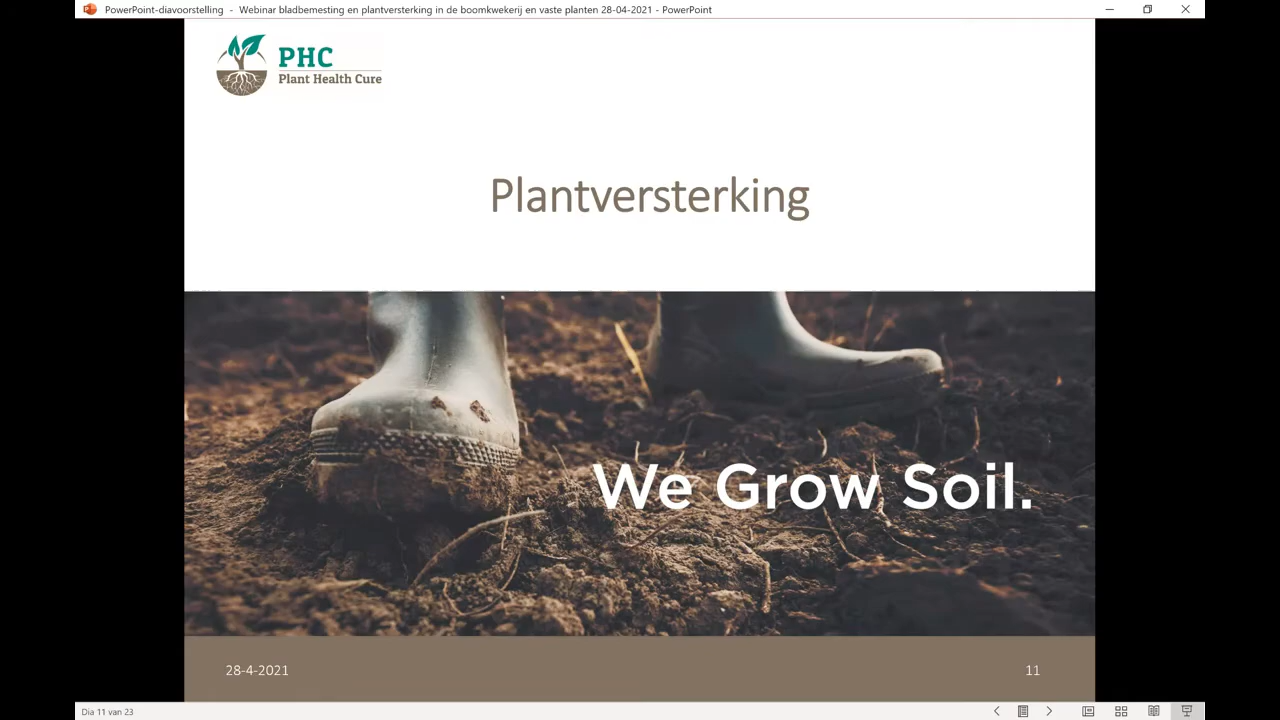 PowerPoint-diavoorstelling - Webinar bladbemesting en plantversterking in de boomkwekerij en vaste planten 28-04-2021 - PowerPoint
PHC
Plant Health Cure
Plantversterking
We Grow Soil.
28-4-2021
11
Dia 11 van 23